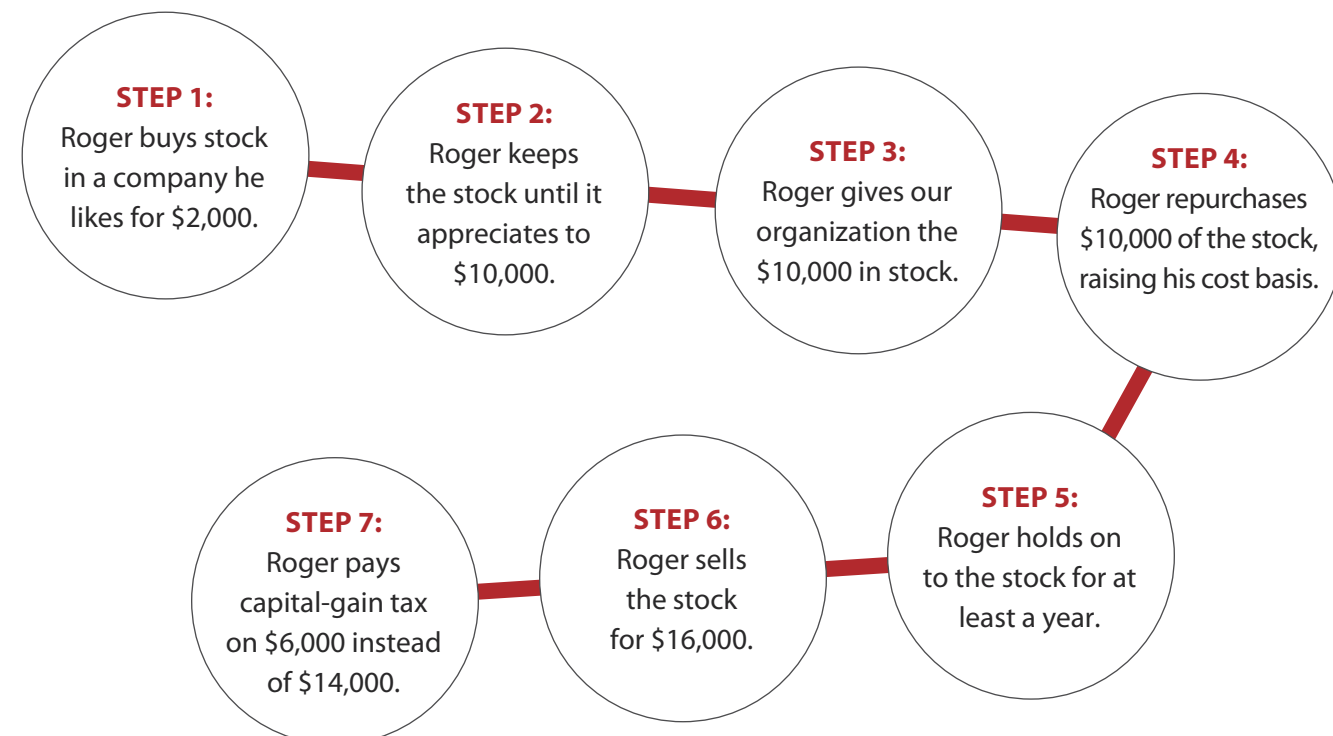 STEP 1:
Roger buys stock
in a company he
likes for $2,000.
STEP 2:
Roger keeps
the stock until it
appreciates to
$10,000.
STEP 3:
Roger gives our
organization the
$10,000 in stock.
STEP 4:
Roger repurchases
$10,000 of the stock,
raising his cost basis.
STEP 5:
Roger holds on
to the stock for at
least a year.
STEP 6:
Roger sells
the stock
for $16,000.
STEP 7:
Roger pays
capital-gain tax
on $6,000 instead
of $14,000.